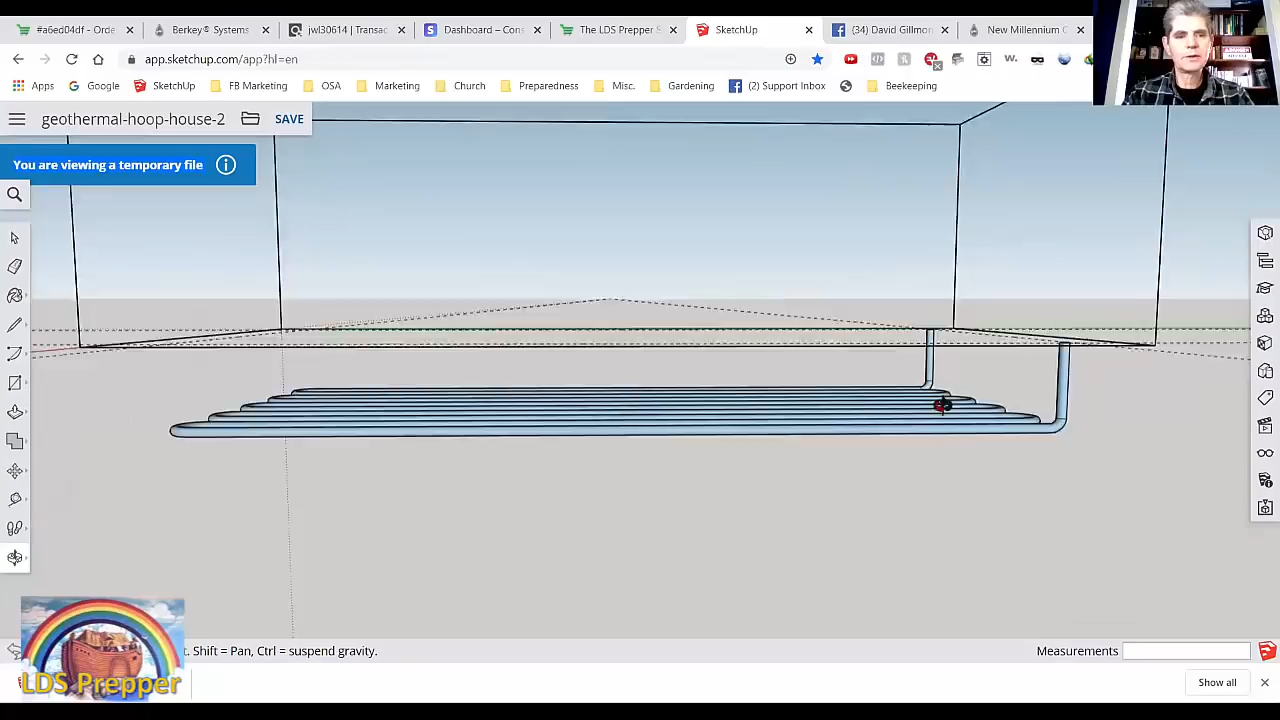 #a6ed04df - Orde
Berkey® Systems
jwl30614 | Transac
Dashboard – Con
The LDS Prepper S
SketchUp
(34) David Gillmor
New Millennium C
app.sketchup.com/app?hl=en
Apps
Google
SketchUp
FB Marketing
OSA
Marketing
Church
Preparedness
Misc.
Gardening
(2) Support Inbox
Beekeeping
geothermal-hoop-house-2
SAVE
You are viewing a temporary file
t. Shift = Pan, Ctrl = suspend gravity.
Measurements
LDS Prepper
Show all